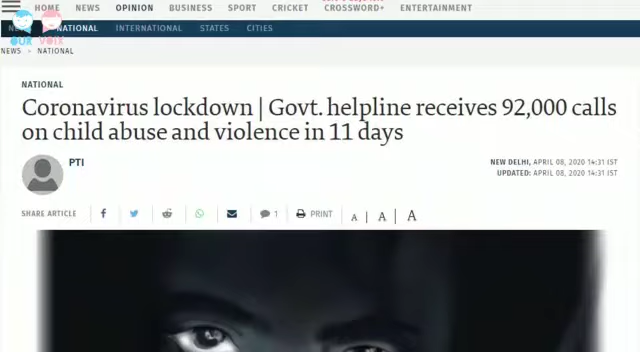 HOME NEWS OPINION BUSINESS SPORT CRICKET CROSSWORD+ ENTERTAINMENT
NATIONAL INTERNATIONAL STATES CITIES
OUR VOIX
NEWS NATIONAL
NATIONAL
Coronavirus lockdown | Govt. helpline receives 92,000 calls
on child abuse and violence in 11 days
PTI
NEW DELHI, APRIL 08, 2020 14:31 IST
UPDATED: APRIL 08, 2020 14:31 IST
SHARE ARTICLE 1 PRINT A | A | A